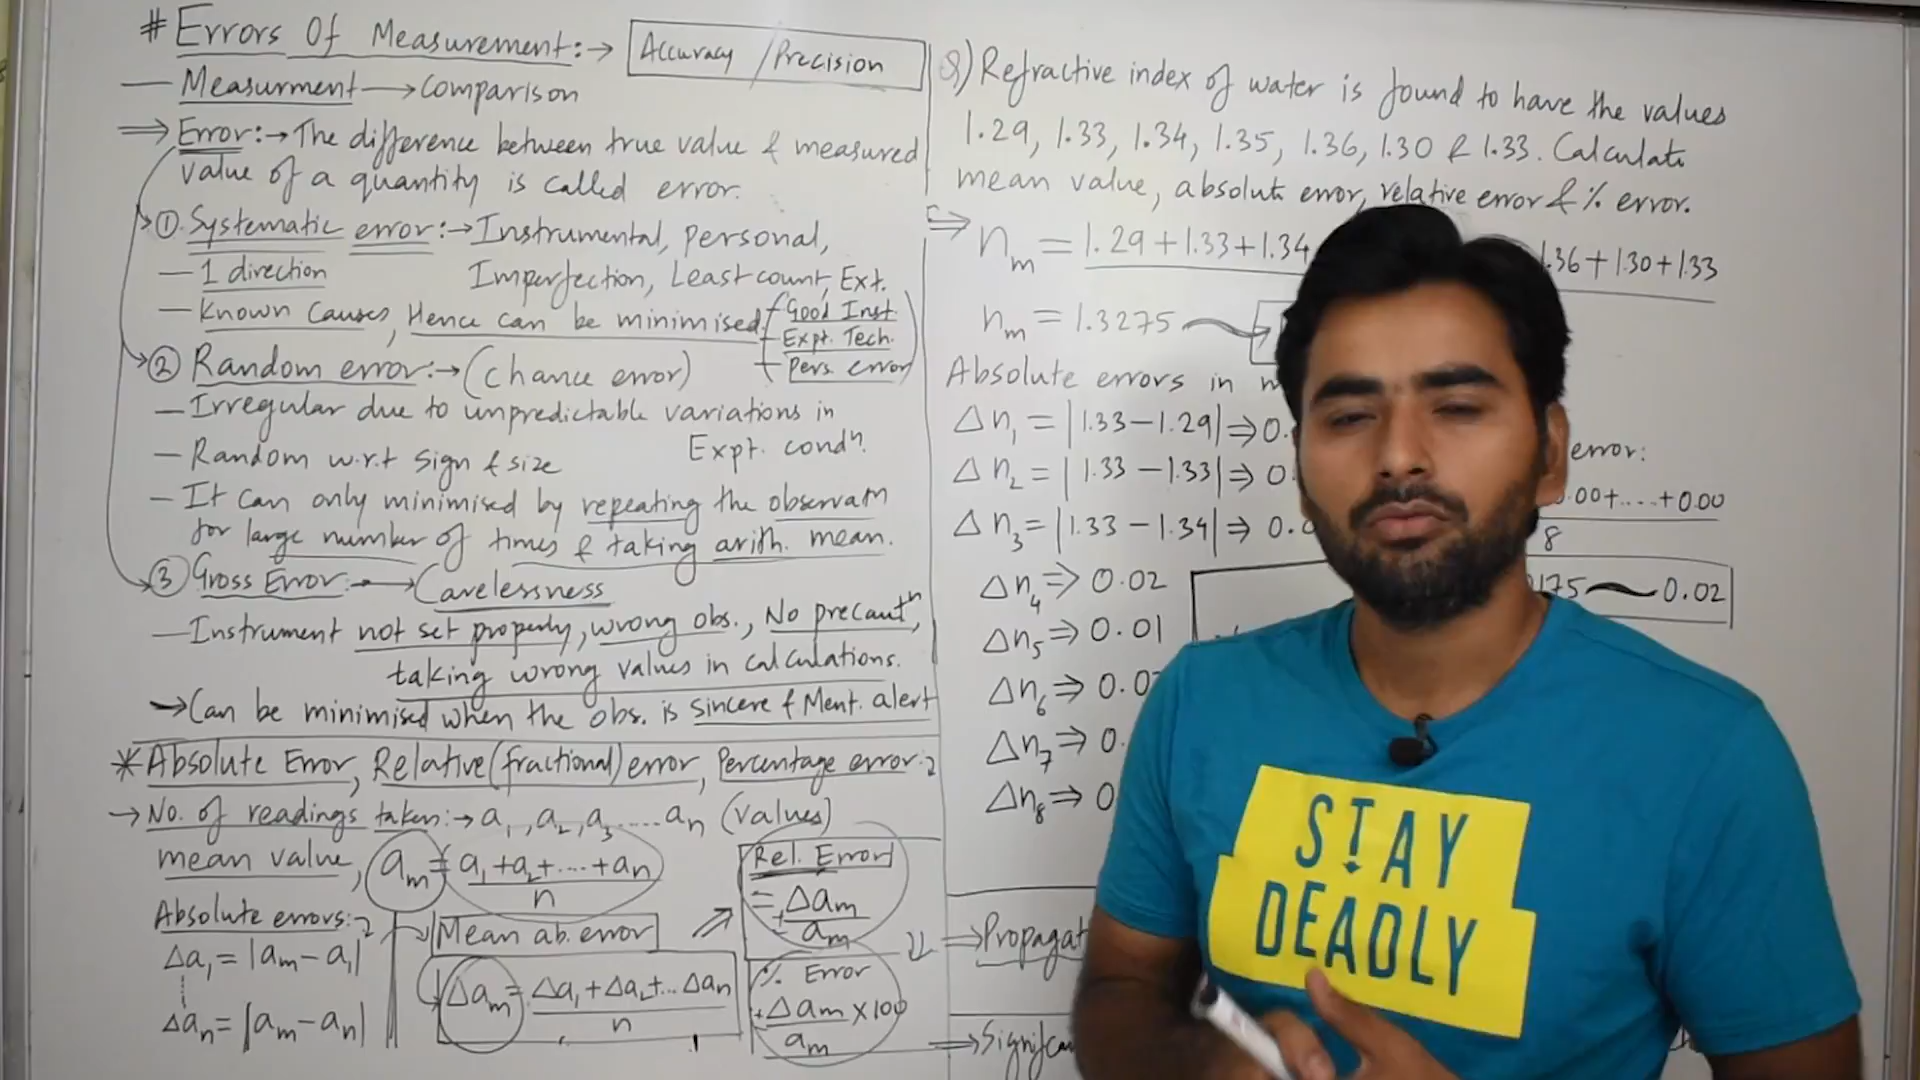 # Errors Of Measurement:→ Accuracy / Precision
— Measurment → Comparison
⇒ Error:→ The difference between true value & measured
value of a quantity is called error.
① Systematic error:→ Instrumental, personal,
— 1 direction Imperfection, Least count, Ext.
— Known Causes, Hence can be minimised.
Good Inst.
Expt. Tech.
Pers. error
② Random error:→ (Chance error)
— Irregular due to unpredictable variations in
Expt. condn.
— Random w.r.t sign & size
— It can only minimised by repeating the observatn
for large number of times & taking arith. mean.
③ Gross Error:→ Carelessness
— Instrument not set properly, wrong obs., No precautn,
taking wrong values in calculations.
→ Can be minimised when the obs. is sincere & Ment. alert
* Absolute Error, Relative (fractional) error, Percentage error:
→ No. of readings taken:→ a₁, a₂, a₃ ..... aₙ (values)
mean value, aₘ = a₁ + a₂ + .... + aₙ
n
Absolute errors:
Δa₁ = |aₘ − a₁|
Δaₙ = |aₘ − aₙ|
Mean ab. error
Δaₘ = Δa₁ + Δa₂ + .. Δaₙ
n
Rel. Error
= ± Δaₘ
aₘ
% Error
± Δaₘ × 100
aₘ
Q) Refractive index of water is found to have the values
1.29, 1.33, 1.34, 1.35, 1.36, 1.30 & 1.33. Calculate
mean value, absolute error, relative error & % error.
⇒ nₘ = 1.29 + 1.33 + 1.34 1.36 + 1.30 + 1.33
nₘ = 1.3275
Absolute errors in
Δn₁ = |1.33 − 1.29| ⇒ 0.
Δn₂ = |1.33 − 1.33| ⇒ 0.
Δn₃ = |1.33 − 1.34| ⇒ 0.0
Δn₄ ⇒ 0.02
Δn₅ ⇒ 0.01
Δn₆ ⇒ 0.0
Δn₇ ⇒ 0.
Δn₈ ⇒ 0
error:
.00 + .... + 0.00
8
175 0.02
⇒ Propagat
⇒ Signifca
STAY
DEADLY